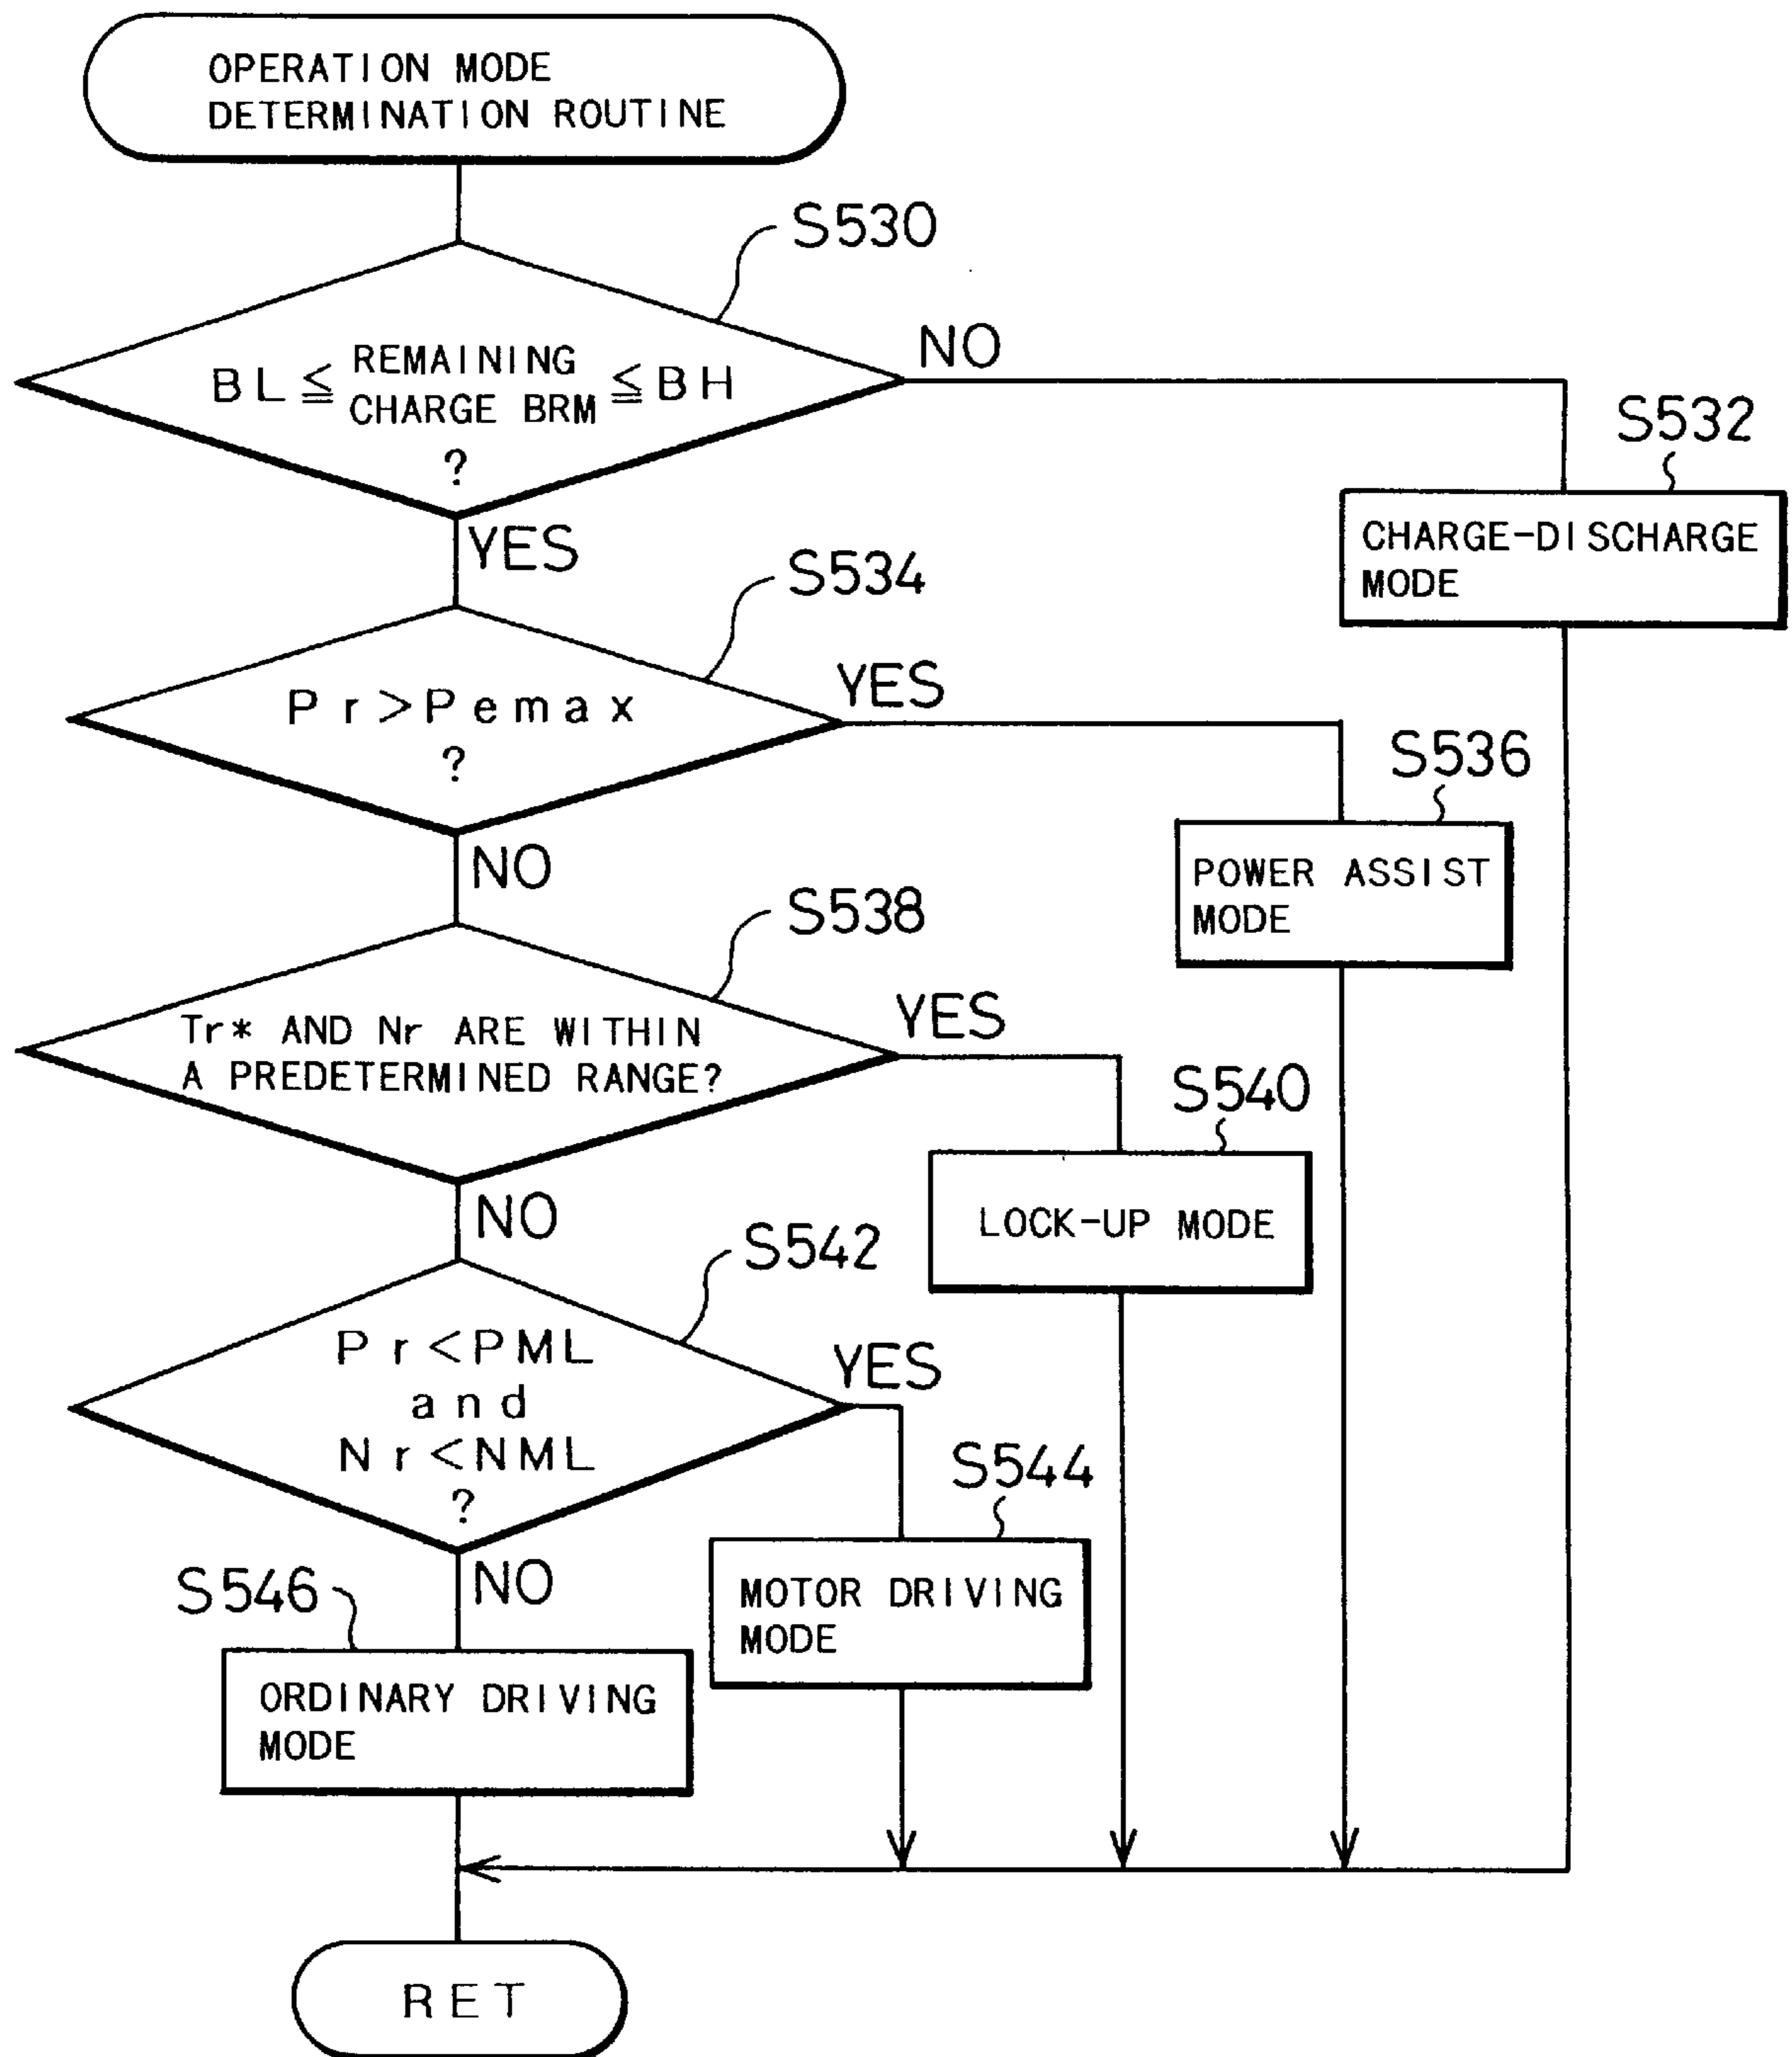 OPERATION MODE
DETERMINATION ROUTINE
S530
BL ≦ REMAINING CHARGE BRM ≦ BH
?
NO
YES
S532
CHARGE-DISCHARGE
MODE
S534
Pr>Pemax
?
YES
NO
S536
POWER ASSIST
MODE
S538
Tr* AND Nr ARE WITHIN
A PREDETERMINED RANGE?
YES
NO
S540
LOCK-UP MODE
S542
Pr<PML
and
Nr<NML
?
YES
NO
S544
MOTOR DRIVING
MODE
S546
ORDINARY DRIVING
MODE
RET